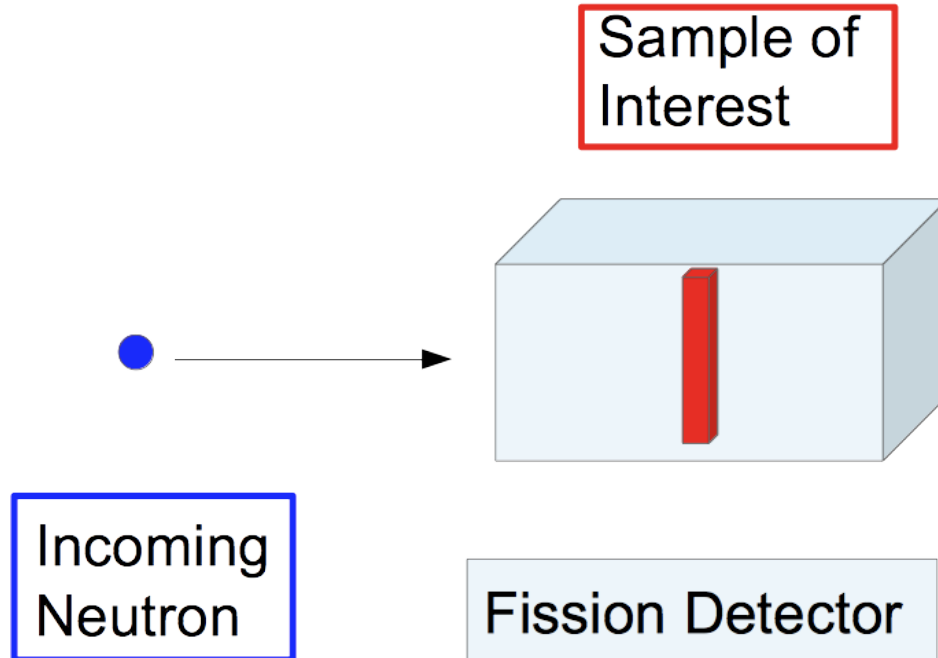 Sample of
Interest
Incoming
Neutron
Fission Detector